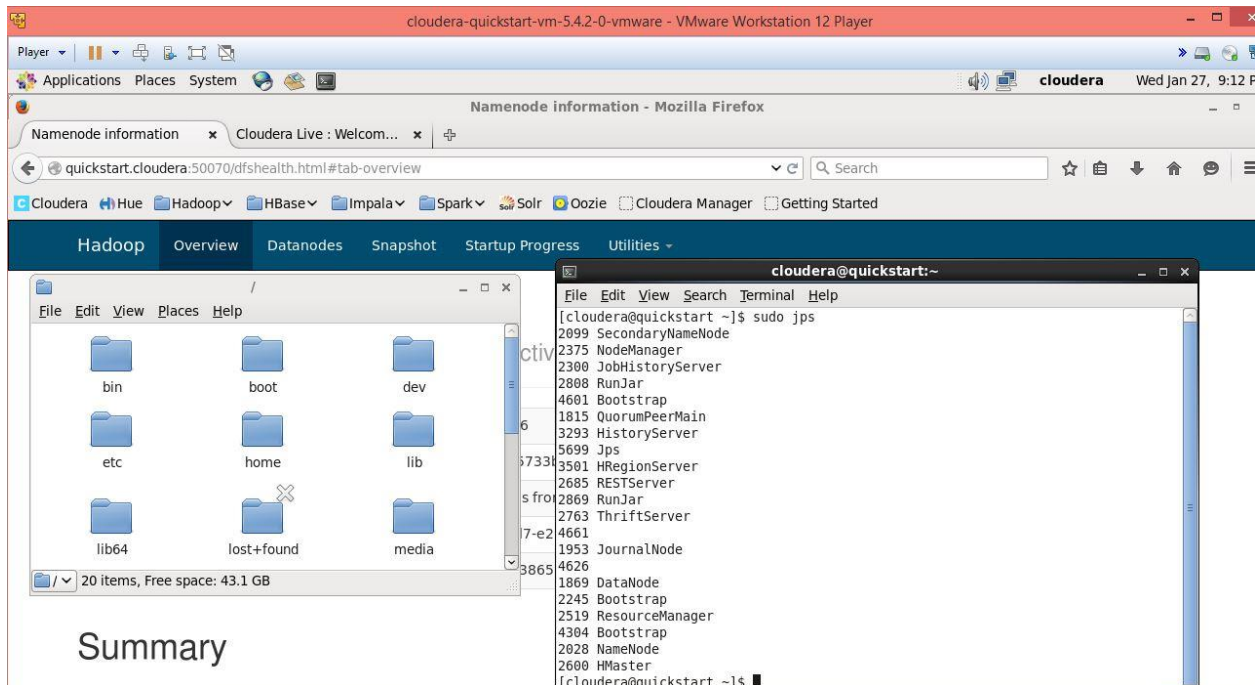 cloudera-quickstart-vm-5.4.2-0-vmware - VMware Workstation 12 Player
Player
Applications Places System cloudera Wed Jan 27, 9:12 P
Namenode information - Mozilla Firefox
Namenode information Cloudera Live : Welcom...
quickstart.cloudera:50070/dfshealth.html#tab-overview Search
Cloudera Hue Hadoop HBase Impala Spark Solr Oozie Cloudera Manager Getting Started
Hadoop Overview Datanodes Snapshot Startup Progress Utilities
/
File Edit View Places Help
bin boot dev
etc home lib
lib64 lost+found media
/ 20 items, Free space: 43.1 GB
ctiv
6
5733b
s fro
17-e2
3865
Summary
cloudera@quickstart:~
File Edit View Search Terminal Help
[cloudera@quickstart ~]$ sudo jps
2099 SecondaryNameNode
2375 NodeManager
2300 JobHistoryServer
2808 RunJar
4601 Bootstrap
1815 QuorumPeerMain
3293 HistoryServer
5699 Jps
3501 HRegionServer
2685 RESTServer
2869 RunJar
2763 ThriftServer
4661
1953 JournalNode
4626
1869 DataNode
2245 Bootstrap
2519 ResourceManager
4304 Bootstrap
2028 NameNode
2600 HMaster
[cloudera@quickstart ~]$